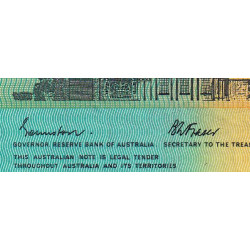 GOVERNOR RESERVE BANK OF AUSTRALIA SECRETARY TO THE TREA
THIS AUSTRALIAN NOTE IS LEGAL TENDER
THROUGHOUT AUSTRALIA AND ITS TERRITORIES